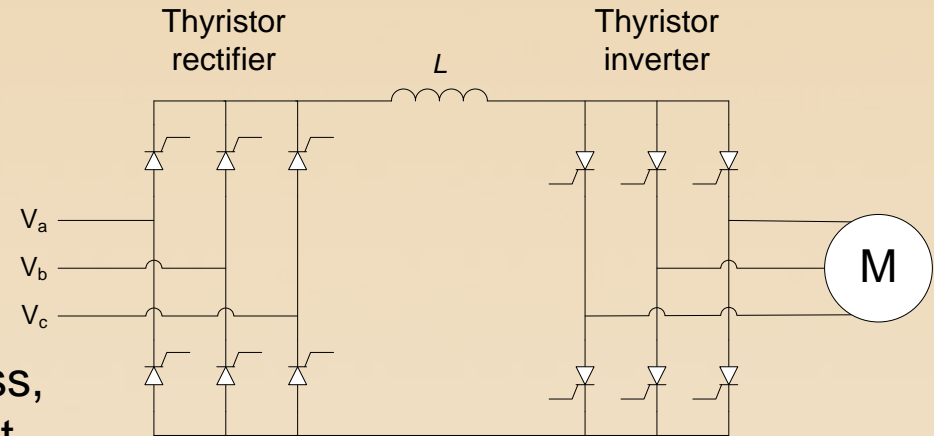 Thyristor
rectifier
L
Thyristor
inverter
Va
Vb
Vc
M